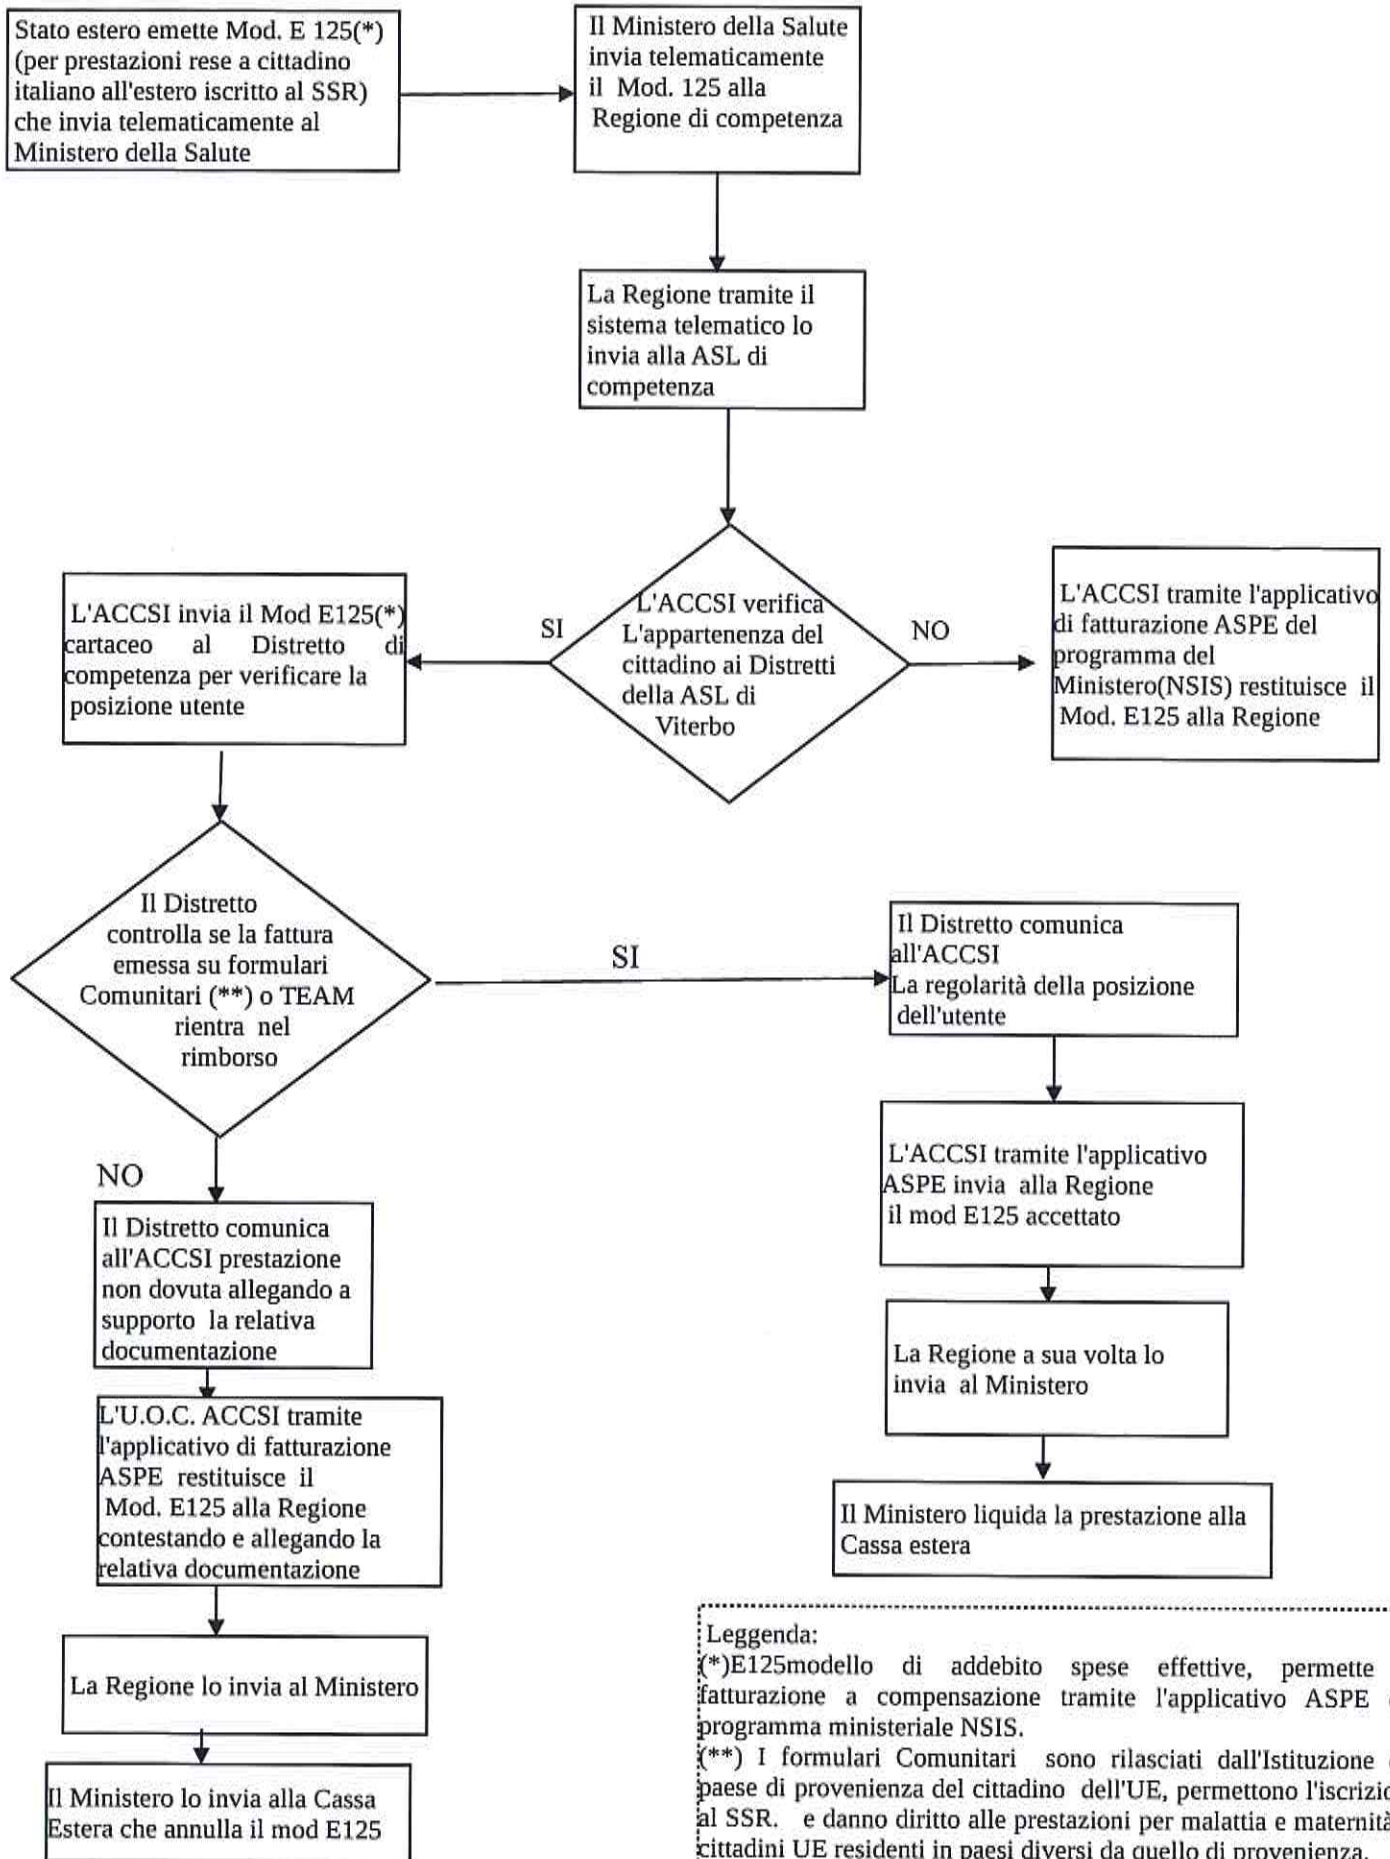 Stato estero emette Mod. E 125(*)
(per prestazioni rese a cittadino
italiano all'estero iscritto al SSR)
che invia telematicamente al
Ministero della Salute
Il Ministero della Salute
invia telematicamente
il Mod. 125 alla
Regione di competenza
La Regione tramite il
sistema telematico lo
invia alla ASL di
competenza
L'ACCSI verifica
L'appartenenza del
cittadino ai Distretti
della ASL di
Viterbo
SI
NO
L'ACCSI invia il Mod E125(*)
cartaceo al Distretto di
competenza per verificare la
posizione utente
L'ACCSI tramite l'applicativo
di fatturazione ASPE del
programma del
Ministero(NSIS) restituisce il
Mod. E125 alla Regione
Il Distretto
controlla se la fattura
emessa su formulari
Comunitari (**) o TEAM
rientra nel
rimborso
SI
Il Distretto comunica
all'ACCSI
La regolarità della posizione
dell'utente
L'ACCSI tramite l'applicativo
ASPE invia alla Regione
il mod E125 accettato
La Regione a sua volta lo
invia al Ministero
Il Ministero liquida la prestazione alla
Cassa estera
NO
Il Distretto comunica
all'ACCSI prestazione
non dovuta allegando a
supporto la relativa
documentazione
L'U.O.C. ACCSI tramite
l'applicativo di fatturazione
ASPE restituisce il
Mod. E125 alla Regione
contestando e allegando la
relativa documentazione
La Regione lo invia al Ministero
Il Ministero lo invia alla Cassa
Estera che annulla il mod E125
Leggenda:
(*)E125modello di addebito spese effettive, permette
fatturazione a compensazione tramite l'applicativo ASPE
programma ministeriale NSIS.
(**) I formulari Comunitari sono rilasciati dall'Istituzione
paese di provenienza del cittadino dell'UE, permettono l'iscrizio
al SSR. e danno diritto alle prestazioni per malattia e maternità
cittadini UE residenti in paesi diversi da quello di provenienza.